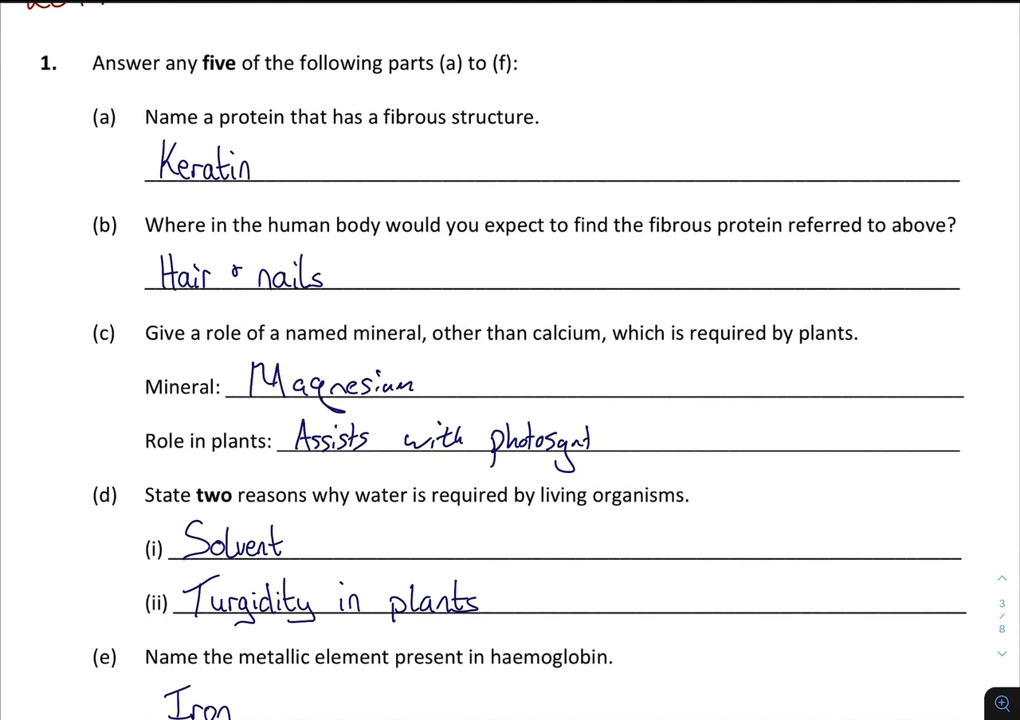 1. Answer any five of the following parts (a) to (f):
(a) Name a protein that has a fibrous structure.
Keratin
(b) Where in the human body would you expect to find the fibrous protein referred to above?
Hair & nails
(c) Give a role of a named mineral, other than calcium, which is required by plants.
Mineral: Magnesium
Role in plants: Assists with photosynt
(d) State two reasons why water is required by living organisms.
(i) Solvent
(ii) Turgidity in plants
(e) Name the metallic element present in haemoglobin.
Iron
3
/
8